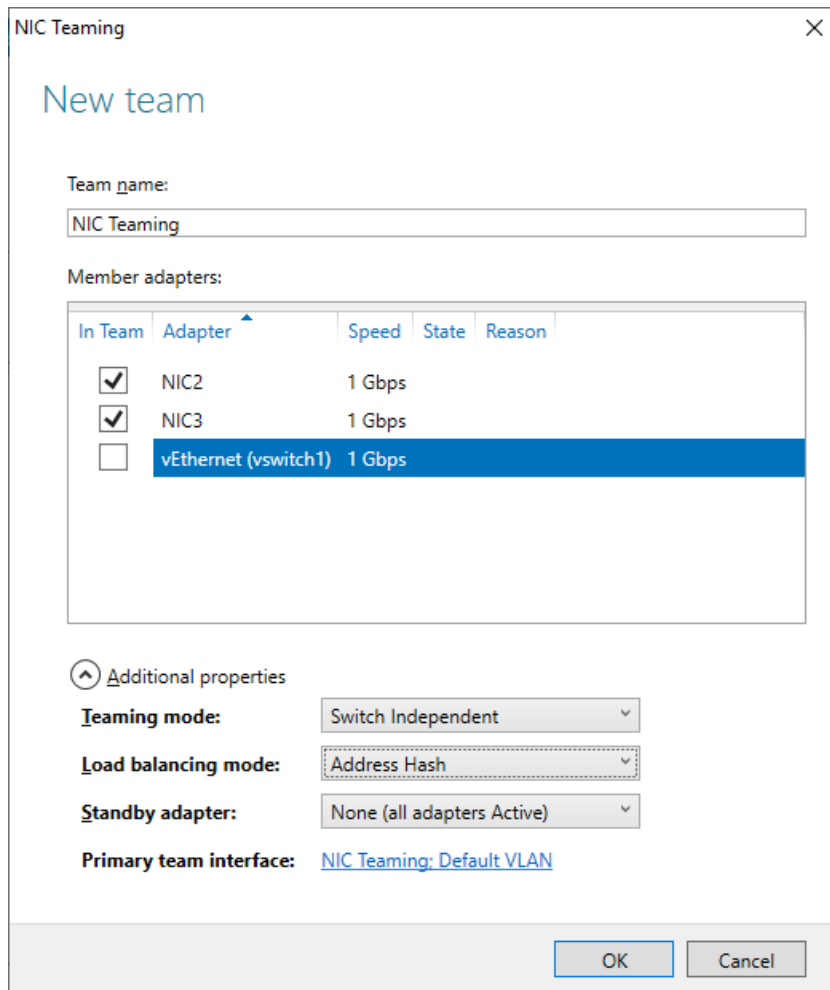 NIC Teaming
New team
Team name:
NIC Teaming
Member adapters:
In Team Adapter Speed State Reason
NIC2 1 Gbps
NIC3 1 Gbps
vEthernet (vswitch1) 1 Gbps
Additional properties
Teaming mode: Switch Independent
Load balancing mode: Address Hash
Standby adapter: None (all adapters Active)
Primary team interface: NIC Teaming; Default VLAN
OK Cancel